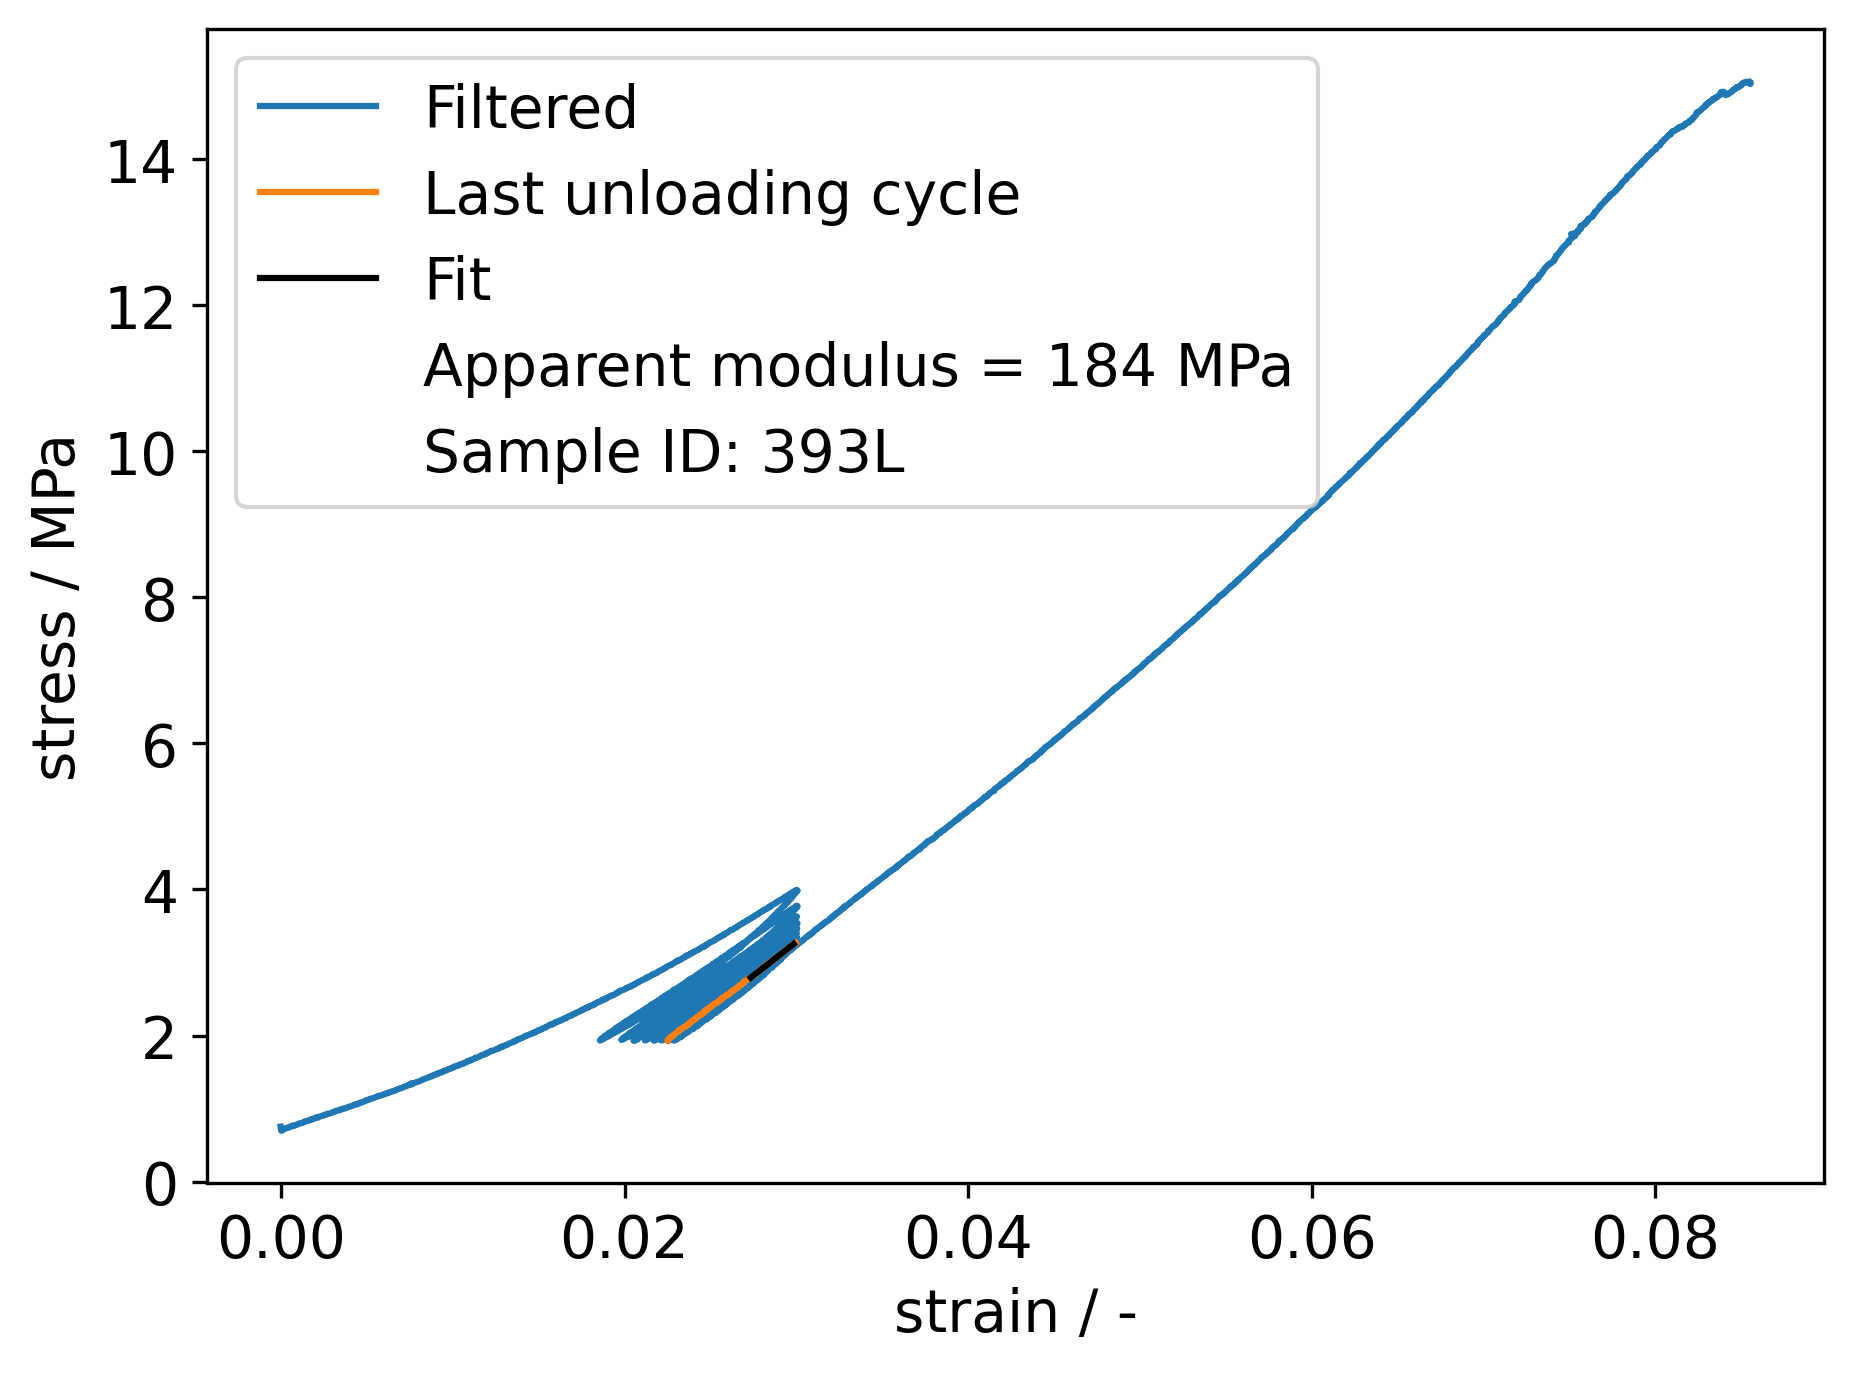 Filtered
Last unloading cycle
Fit
Apparent modulus = 184 MPa
Sample ID: 393L
14
12
10
8
6
4
2
0
stress / MPa
0.00 0.02 0.04 0.06 0.08
strain / -